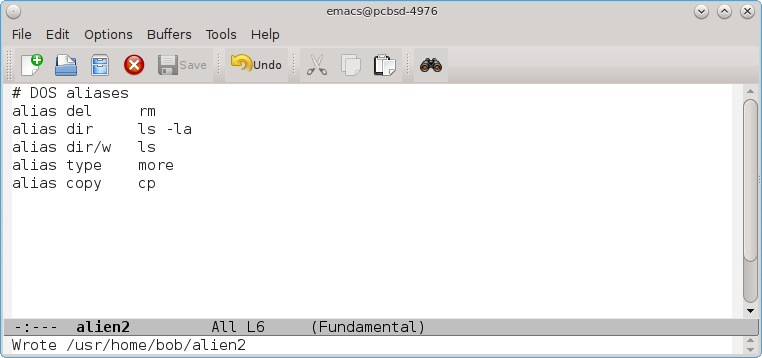 emacs@pcbsd-4976
File Edit Options Buffers Tools Help
Save Undo
# DOS aliases
alias del     rm
alias dir     ls -la
alias dir/w   ls
alias type    more
alias copy    cp
-:---  alien2         All L6     (Fundamental)
Wrote /usr/home/bob/alien2